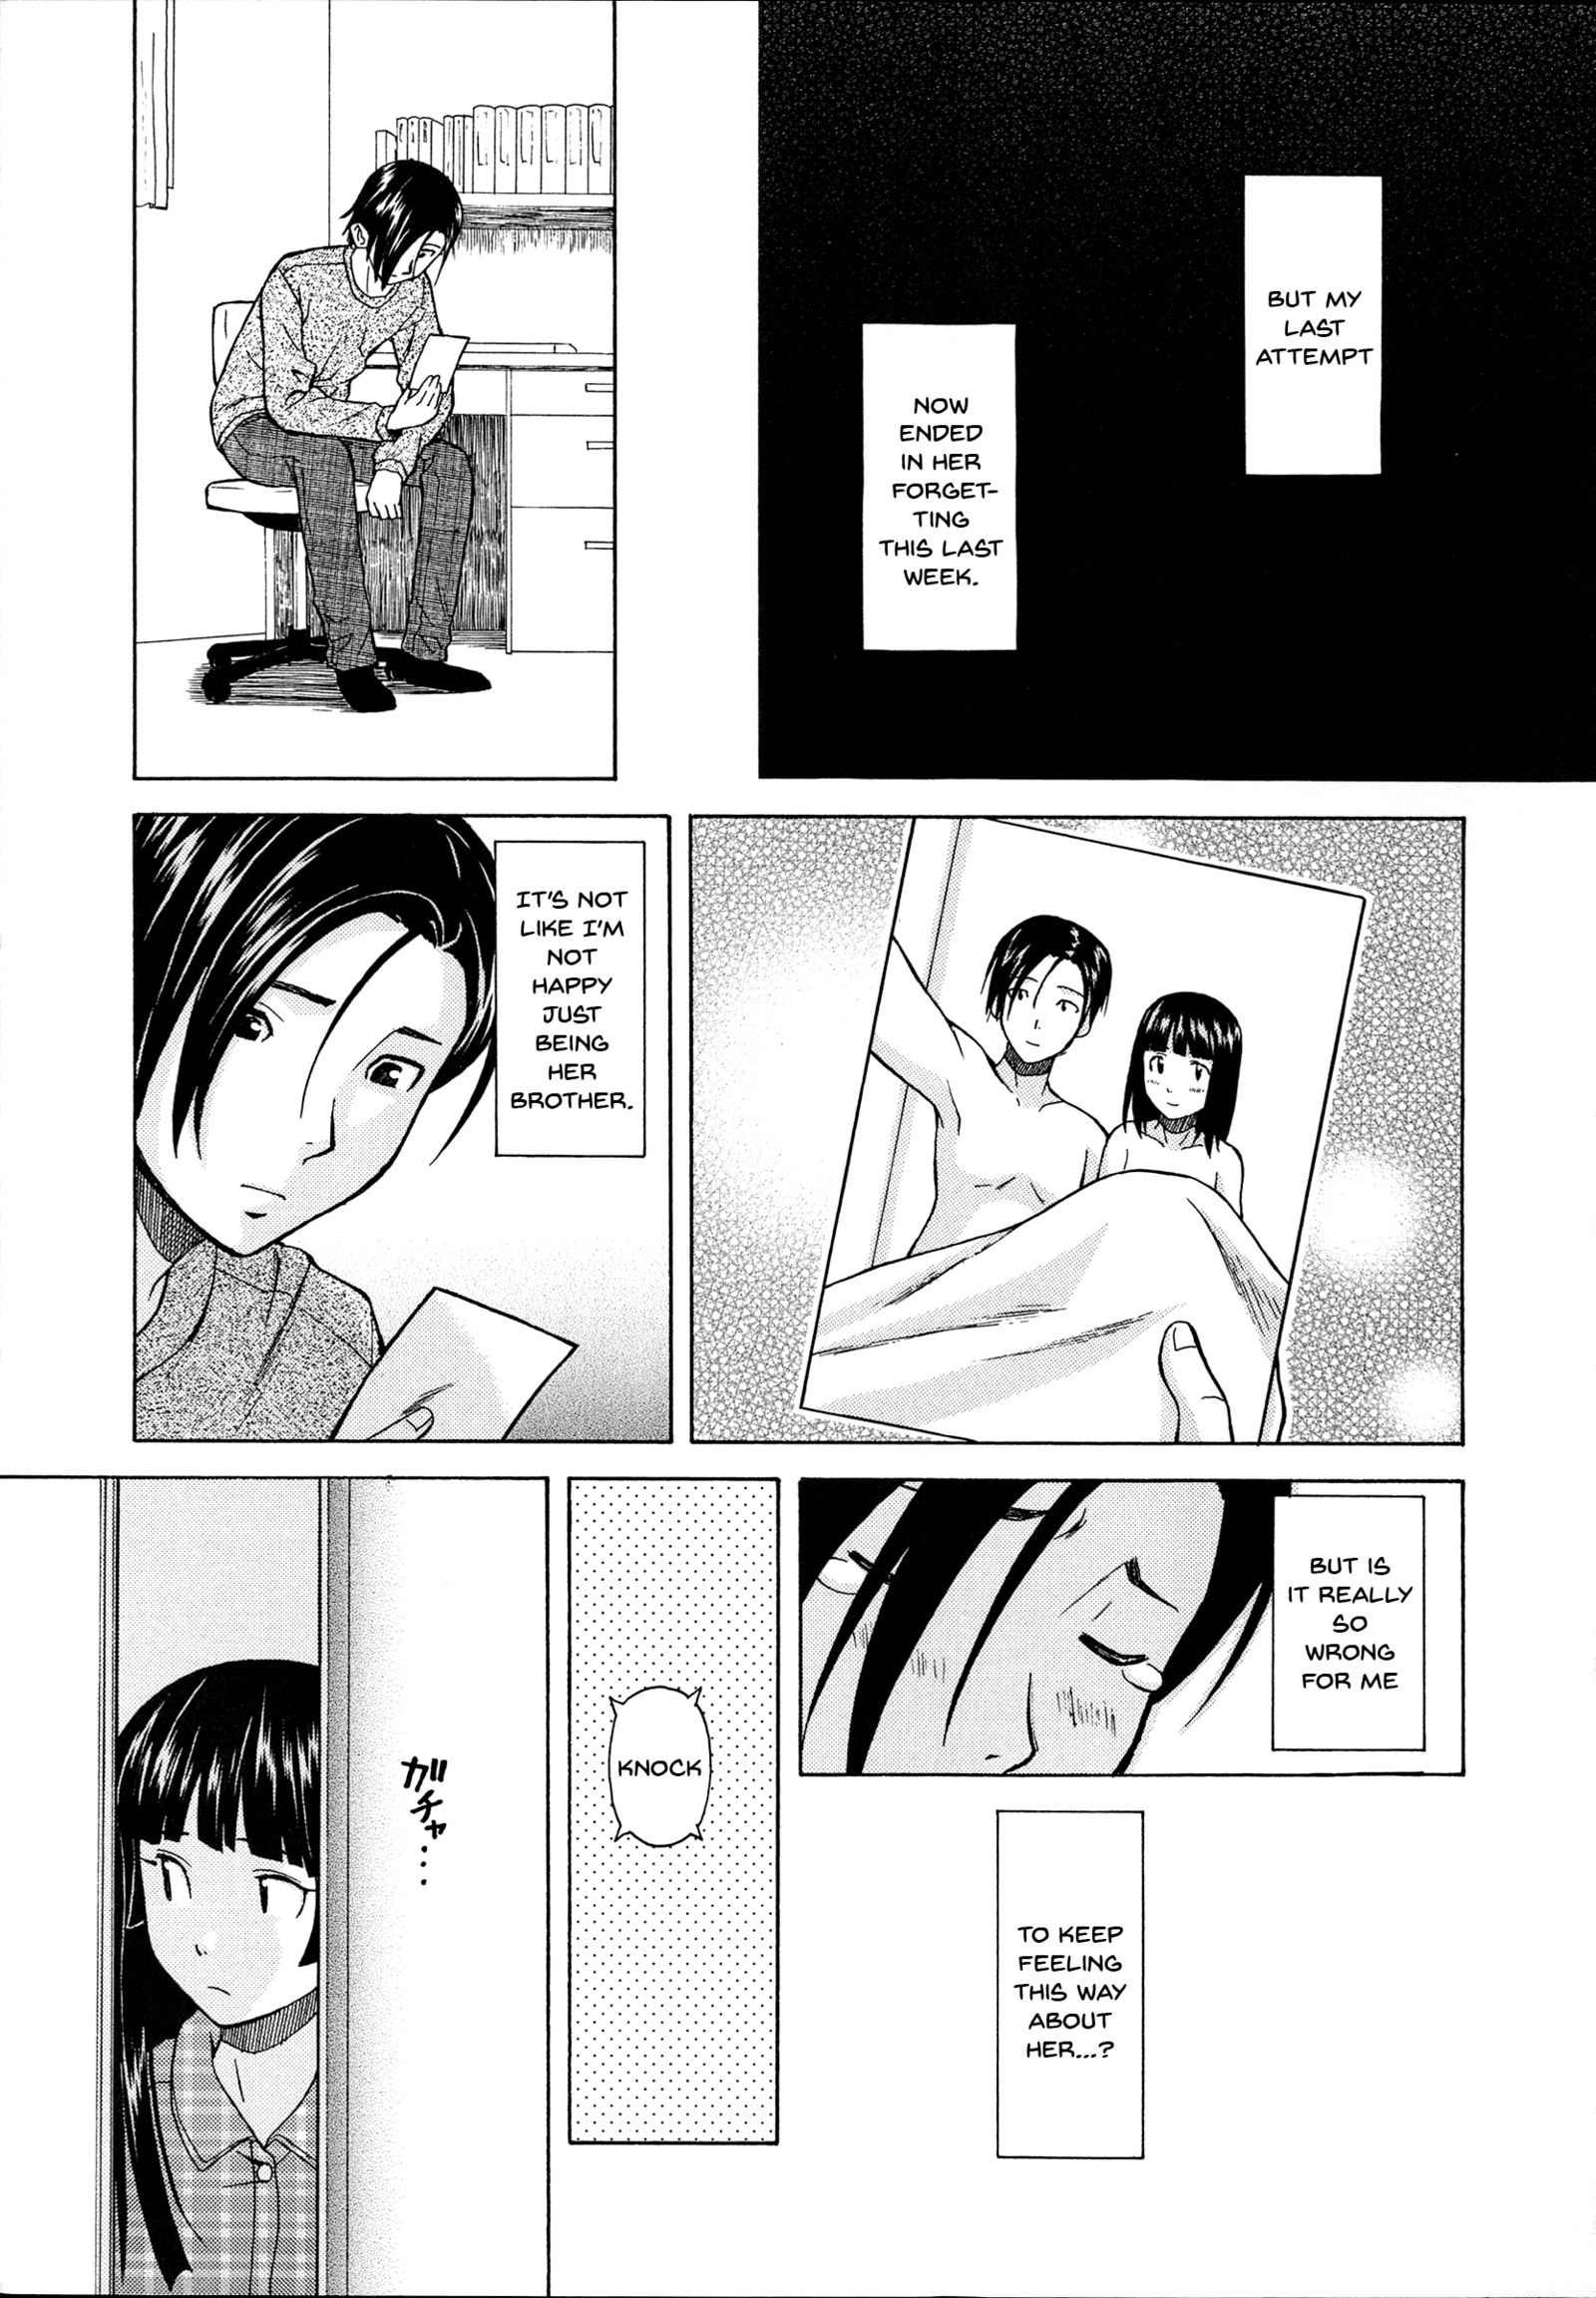 BUT MY
LAST
ATTEMPT
NOW
ENDED
IN HER
FORGET-
TING
THIS LAST
WEEK.
IT'S NOT
LIKE I'M
NOT
HAPPY
JUST
BEING
HER
BROTHER.
BUT IS
IT REALLY
SO
WRONG
FOR ME
TO KEEP
FEELING
THIS WAY
ABOUT
HER...?
KNOCK
ガチャ...